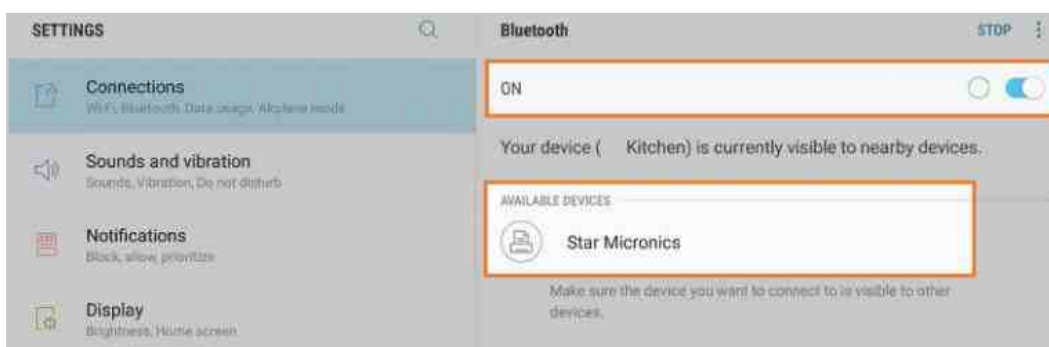 SETTINGS
Connections
Wi-Fi, Bluetooth, Data usage, Airplane mode
Sounds and vibration
Sounds, Vibration, Do not disturb
Notifications
Block, allow, prioritize
Display
Brightness, Home screen
Bluetooth STOP
ON
Your device ( Kitchen) is currently visible to nearby devices.
AVAILABLE DEVICES
Star Micronics
Make sure the device you want to connect to is visible to other
devices.